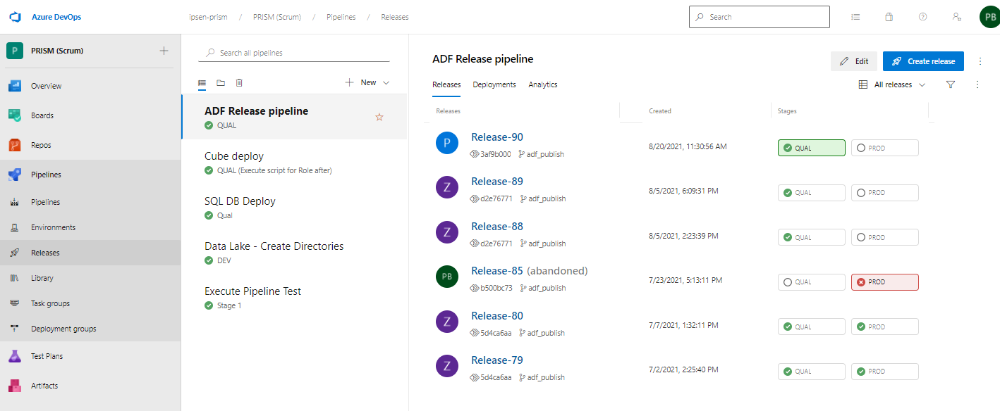 Azure DevOps
ipsen-prism / PRISM (Scrum) / Pipelines / Releases
Search
PB
P PRISM (Scrum)
Overview
Boards
Repos
Pipelines
Pipelines
Environments
Releases
Library
Task groups
Deployment groups
Test Plans
Artifacts
Search all pipelines
New
ADF Release pipeline
QUAL
Cube deploy
QUAL (Execute script for Role after)
SQL DB Deploy
Qual
Data Lake - Create Directories
DEV
Execute Pipeline Test
Stage 1
ADF Release pipeline
Edit
Create release
Releases Deployments Analytics
All releases
Releases Created Stages
P Release-90
3af9b000 adf_publish
8/20/2021, 11:30:56 AM
QUAL PROD
Z Release-89
d2e76771 adf_publish
8/5/2021, 6:09:31 PM
QUAL PROD
Z Release-88
d2e76771 adf_publish
8/5/2021, 2:23:39 PM
QUAL PROD
PB Release-85 (abandoned)
b500bc73 adf_publish
7/23/2021, 5:13:11 PM
QUAL PROD
Z Release-80
5d4ca6aa adf_publish
7/7/2021, 1:32:11 PM
QUAL PROD
Z Release-79
5d4ca6aa adf_publish
7/2/2021, 2:25:40 PM
QUAL PROD